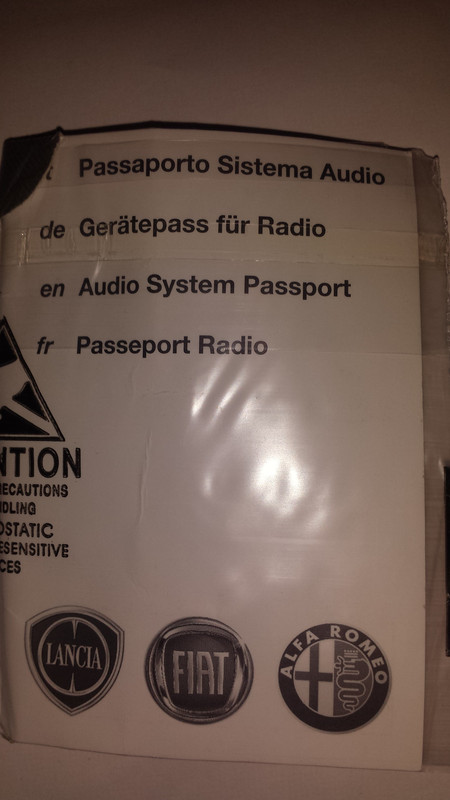 Passaporto Sistema Audio
de Gerätepass für Radio
en Audio System Passport
fr Passeport Radio
NTION
ECAUTIONS
DLING
OSTATIC
ESENSITIVE
CES
LANCIA
FIAT
ALFA ROMEO